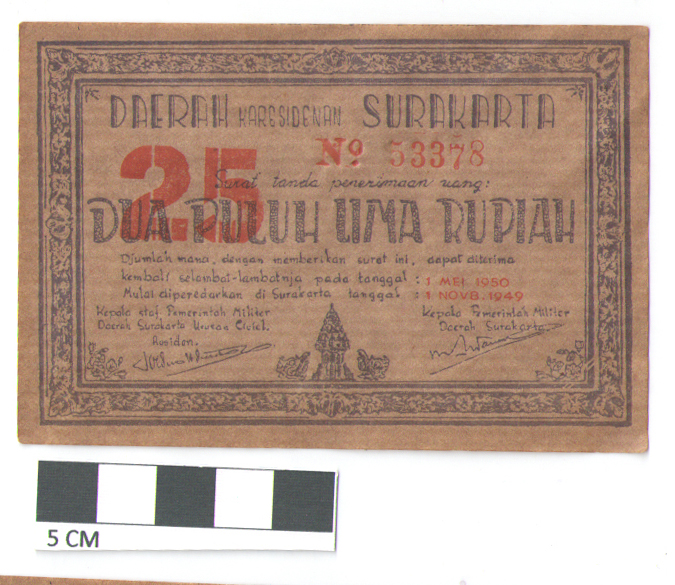 DAERAH KARESIDENAN SURAKARTA
25
Nº 53378
Surat tanda penerimaan uang:
DUA PULUH LIMA RUPIAH
Djumlah mana, dengan memberikan surat ini, dapat diterima
kembali selambat-lambatnja pada tanggal : 1 MEI 1950
Mulai diperedarkan di Surakarta tanggal : 1 NOVB. 1949
Kepala staf Pemerintah Militer
Daerah Surakarta Urusan Civiel.
Residen.
Kepala Pemerintah Militer
Daerah Surakarta.
5 CM